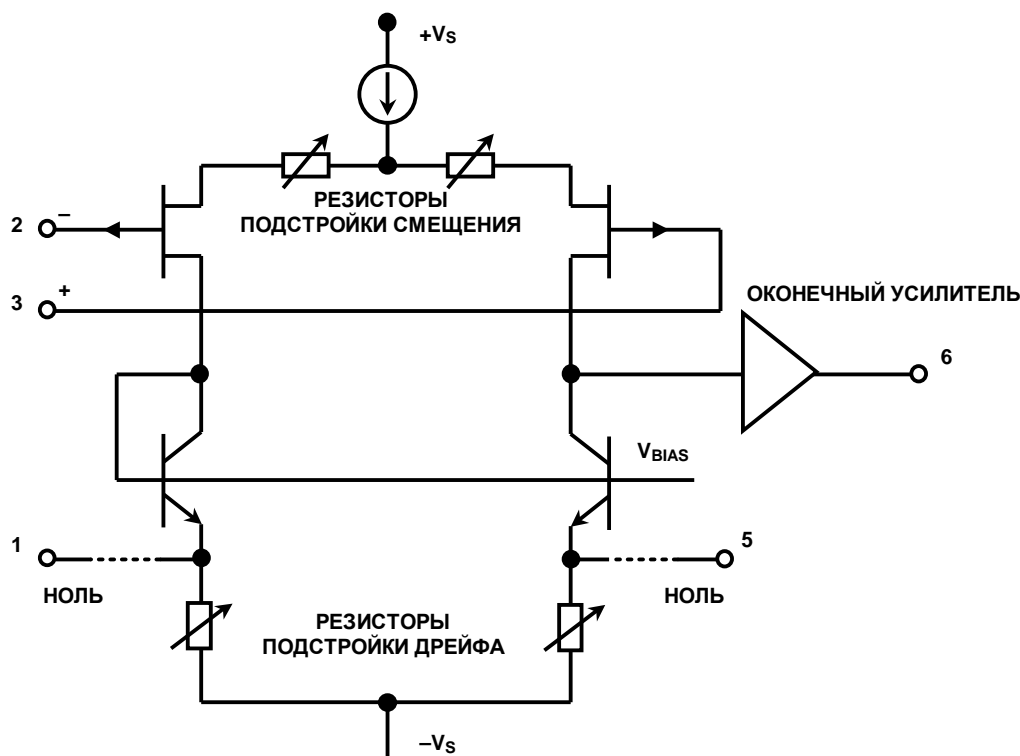 +VS
РЕЗИСТОРЫ
ПОДСТРОЙКИ СМЕЩЕНИЯ
2
–
3
+
ОКОНЕЧНЫЙ УСИЛИТЕЛЬ
6
VBIAS
1
5
НОЛЬ
НОЛЬ
РЕЗИСТОРЫ
ПОДСТРОЙКИ ДРЕЙФА
–VS